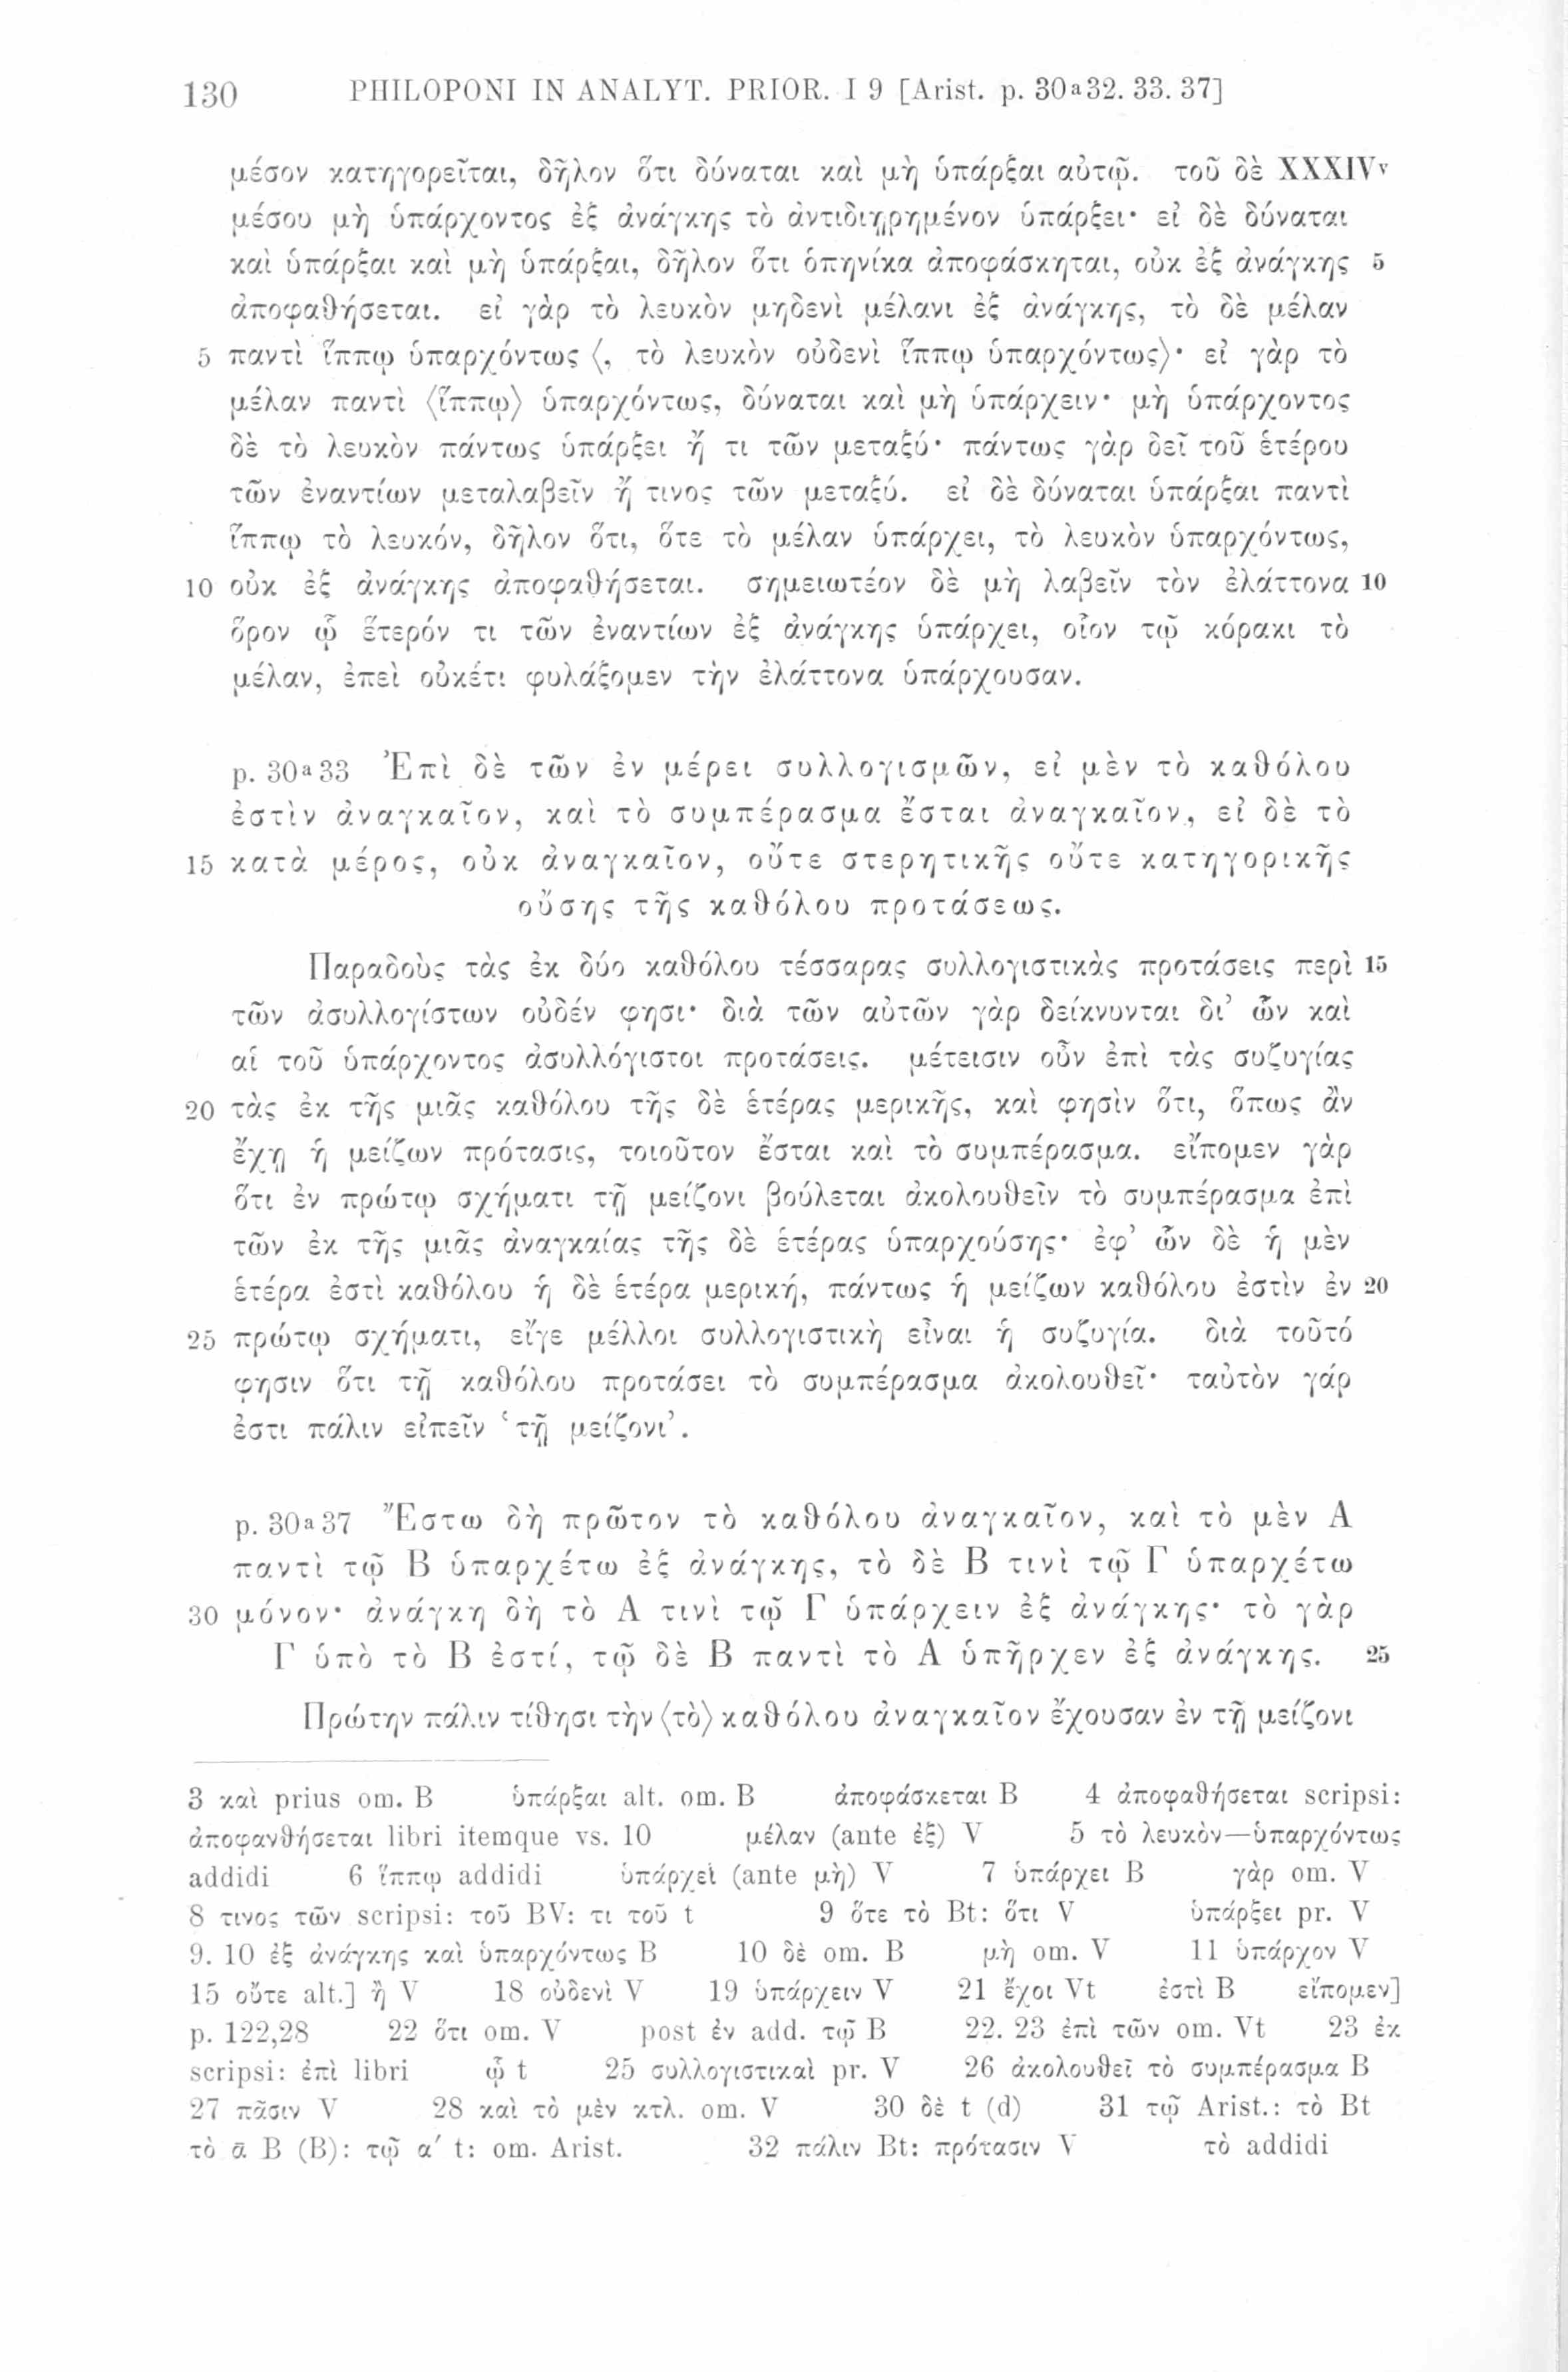 130 PHILOPONI IN ANALYT. PRIOR. I 9 [Arist. p. 30ª32. 33. 37]
μέσον κατηγορεῖται, δῆλον ὅτι δύναται καὶ μὴ ὑπάρξαι αὐτῷ. τοῦ δὲ XXXIVᵛ
μέσου μὴ ὑπάρχοντος ἐξ ἀνάγκης τὸ ἀντιδιῃρημένον ὑπάρξει· εἰ δὲ δύναται
καὶ ὑπάρξαι καὶ μὴ ὑπάρξαι, δῆλον ὅτι ὁπηνίκα ἀποφάσκηται, οὐκ ἐξ ἀνάγκης 5
ἀποφαθήσεται. εἰ γὰρ τὸ λευκὸν μηδενὶ μέλανι ἐξ ἀνάγκης, τὸ δὲ μέλαν
5 παντὶ ἵππῳ ὑπαρχόντως ⟨, τὸ λευκὸν οὐδενὶ ἵππῳ ὑπαρχόντως⟩· εἰ γὰρ τὸ
μέλαν παντὶ ⟨ἵππῳ⟩ ὑπαρχόντως, δύναται καὶ μὴ ὑπάρχειν· μὴ ὑπάρχοντος
δὲ τὸ λευκὸν πάντως ὑπάρξει ἤ τι τῶν μεταξύ· πάντως γὰρ δεῖ τοῦ ἑτέρου
τῶν ἐναντίων μεταλαβεῖν ἤ τινος τῶν μεταξύ. εἰ δὲ δύναται ὑπάρξαι παντὶ
ἵππῳ τὸ λευκόν, δῆλον ὅτι, ὅτε τὸ μέλαν ὑπάρχει, τὸ λευκὸν ὑπαρχόντως,
10 οὐκ ἐξ ἀνάγκης ἀποφαθήσεται. σημειωτέον δὲ μὴ λαβεῖν τὸν ἐλάττονα 10
ὅρον ᾧ ἕτερόν τι τῶν ἐναντίων ἐξ ἀνάγκης ὑπάρχει, οἷον τῷ κόρακι τὸ
μέλαν, ἐπεὶ οὐκέτι φυλάξομεν τὴν ἐλάττονα ὑπάρχουσαν.
p. 30ª33 Ἐπὶ δὲ τῶν ἐν μέρει συλλογισμῶν, εἰ μὲν τὸ καθόλου
ἐστὶν ἀναγκαῖον, καὶ τὸ συμπέρασμα ἔσται ἀναγκαῖον, εἰ δὲ τὸ
15 κατὰ μέρος, οὐκ ἀναγκαῖον, οὔτε στερητικῆς οὔτε κατηγορικῆς
οὔσης τῆς καθόλου προτάσεως.
Παραδοὺς τὰς ἐκ δύο καθόλου τέσσαρας συλλογιστικὰς προτάσεις περὶ 15
τῶν ἀσυλλογίστων οὐδέν φησι· διὰ τῶν αὐτῶν γὰρ δείκνυνται δι’ ὧν καὶ
αἱ τοῦ ὑπάρχοντος ἀσυλλόγιστοι προτάσεις. μέτεισιν οὖν ἐπὶ τὰς συζυγίας
20 τὰς ἐκ τῆς μιᾶς καθόλου τῆς δὲ ἑτέρας μερικῆς, καὶ φησὶν ὅτι, ὅπως ἂν
ἔχῃ ἡ μείζων πρότασις, τοιοῦτον ἔσται καὶ τὸ συμπέρασμα. εἴπομεν γὰρ
ὅτι ἐν πρώτῳ σχήματι τῇ μείζονι βούλεται ἀκολουθεῖν τὸ συμπέρασμα ἐπὶ
τῶν ἐκ τῆς μιᾶς ἀναγκαίας τῆς δὲ ἑτέρας ὑπαρχούσης· ἐφ’ ὧν δὲ ἡ μὲν
ἑτέρα ἐστὶ καθόλου ἡ δὲ ἑτέρα μερική, πάντως ἡ μείζων καθόλου ἐστὶν ἐν 20
25 πρώτῳ σχήματι, εἴγε μέλλοι συλλογιστικὴ εἶναι ἡ συζυγία. διὰ τοῦτό
φησιν ὅτι τῇ καθόλου προτάσει τὸ συμπέρασμα ἀκολουθεῖ· ταὐτὸν γάρ
ἐστι πάλιν εἰπεῖν ‘τῇ μείζονι’.
p. 30ª37 Ἔστω δὴ πρῶτον τὸ καθόλου ἀναγκαῖον, καὶ τὸ μὲν Α
παντὶ τῷ Β ὑπαρχέτω ἐξ ἀνάγκης, τὸ δὲ Β τινὶ τῷ Γ ὑπαρχέτω
30 μόνον· ἀνάγκη δὴ τὸ Α τινὶ τῷ Γ ὑπάρχειν ἐξ ἀνάγκης· τὸ γὰρ
Γ ὑπὸ τὸ Β ἐστί, τῷ δὲ Β παντὶ τὸ Α ὑπῆρχεν ἐξ ἀνάγκης. 25
Πρώτην πάλιν τίθησι τὴν ⟨τὸ⟩ καθόλου ἀναγκαῖον ἔχουσαν ἐν τῇ μείζονι
3 καὶ prius om. B ὑπάρξαι alt. om. B ἀποφάσκεται B 4 ἀποφαθήσεται scripsi:
ἀποφανθήσεται libri itemque vs. 10 μέλαν (ante ἐξ) V 5 τὸ λευκὸν—ὑπαρχόντως
addidi 6 ἵππῳ addidi ὑπάρχει (ante μὴ) V 7 ὑπάρχει B γὰρ om. V
8 τινος τῶν scripsi: τοῦ BV: τι τοῦ t 9 ὅτε τὸ Bt: ὅτι V ὑπάρξει pr. V
9. 10 ἐξ ἀνάγκης καὶ ὑπαρχόντως B 10 δὲ om. B μὴ om. V 11 ὑπάρχον V
15 οὔτε alt.] ἢ V 18 οὐδενὶ V 19 ὑπάρχειν V 21 ἔχοι Vt ἐστὶ B εἴπομεν]
p. 122,28 22 ὅτι om. V post ἐν add. τῷ B 22. 23 ἐπὶ τῶν om. Vt 23 ἐκ
scripsi: ἐπὶ libri ᾧ t 25 συλλογιστικαὶ pr. V 26 ἀκολουθεῖ τὸ συμπέρασμα B
27 πᾶσιν V 28 καὶ τὸ μὲν κτλ. om. V 30 δὲ t (d) 31 τῷ Arist.: τὸ Bt
τὸ ᾱ B (B): τῷ α′ t: om. Arist. 32 πάλιν Bt: πρότασιν V τὸ addidi